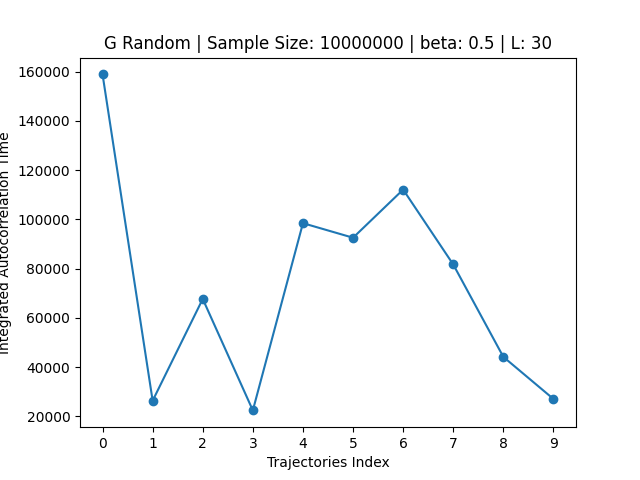 G Random | Sample Size: 10000000 | beta: 0.5 | L: 30
Integrated Autocorrelation Time
160000
140000
120000
100000
80000
60000
40000
20000
0 1 2 3 4 5 6 7 8 9
Trajectories Index